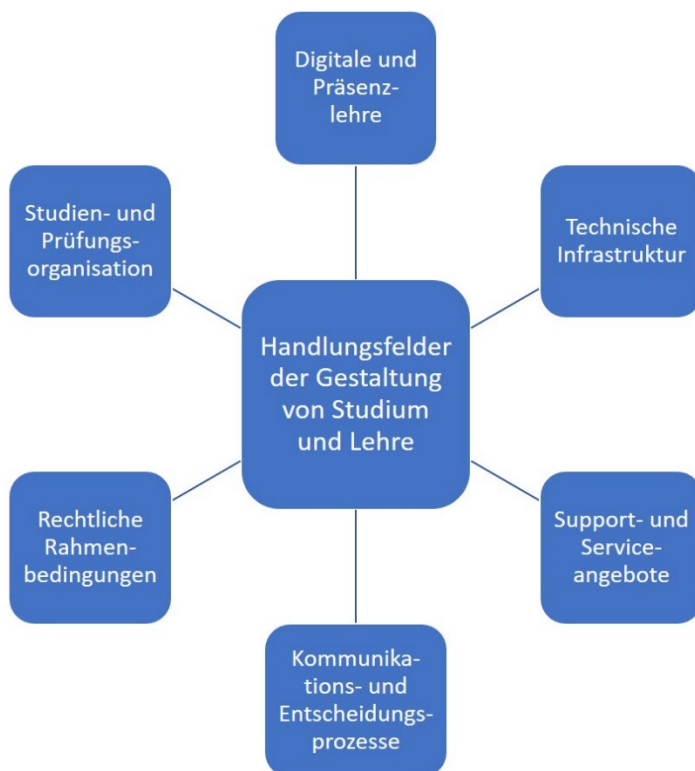 Digitale und
Präsenz-
lehre
Studien- und
Prüfungs-
organisation
Technische
Infrastruktur
Handlungsfelder
der Gestaltung
von Studium
und Lehre
Rechtliche
Rahmen-
bedingungen
Support- und
Service-
angebote
Kommunika-
tions- und
Entscheidungs-
prozesse